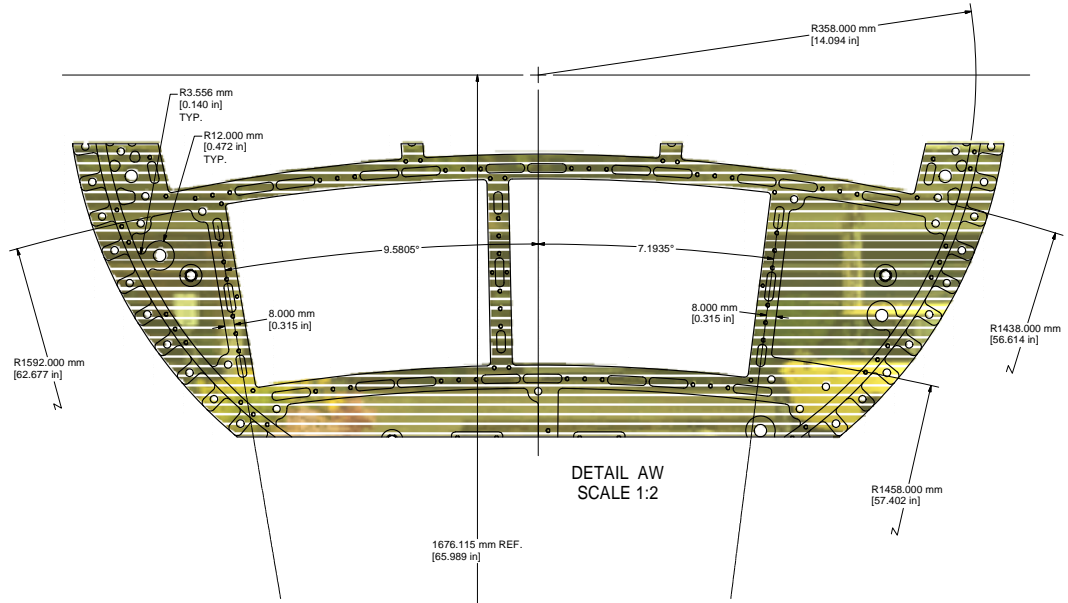 R358.000 mm
[14.094 in]
R3.556 mm
[0.140 in]
TYP.
R12.000 mm
[0.472 in]
TYP.
9.5805°
7.1935°
8.000 mm
[0.315 in]
8.000 mm
[0.315 in]
R1592.000 mm
[62.677 in]
R1438.000 mm
[56.614 in]
DETAIL AW
SCALE 1:2
R1458.000 mm
[57.402 in]
1676.115 mm REF.
[65.989 in]